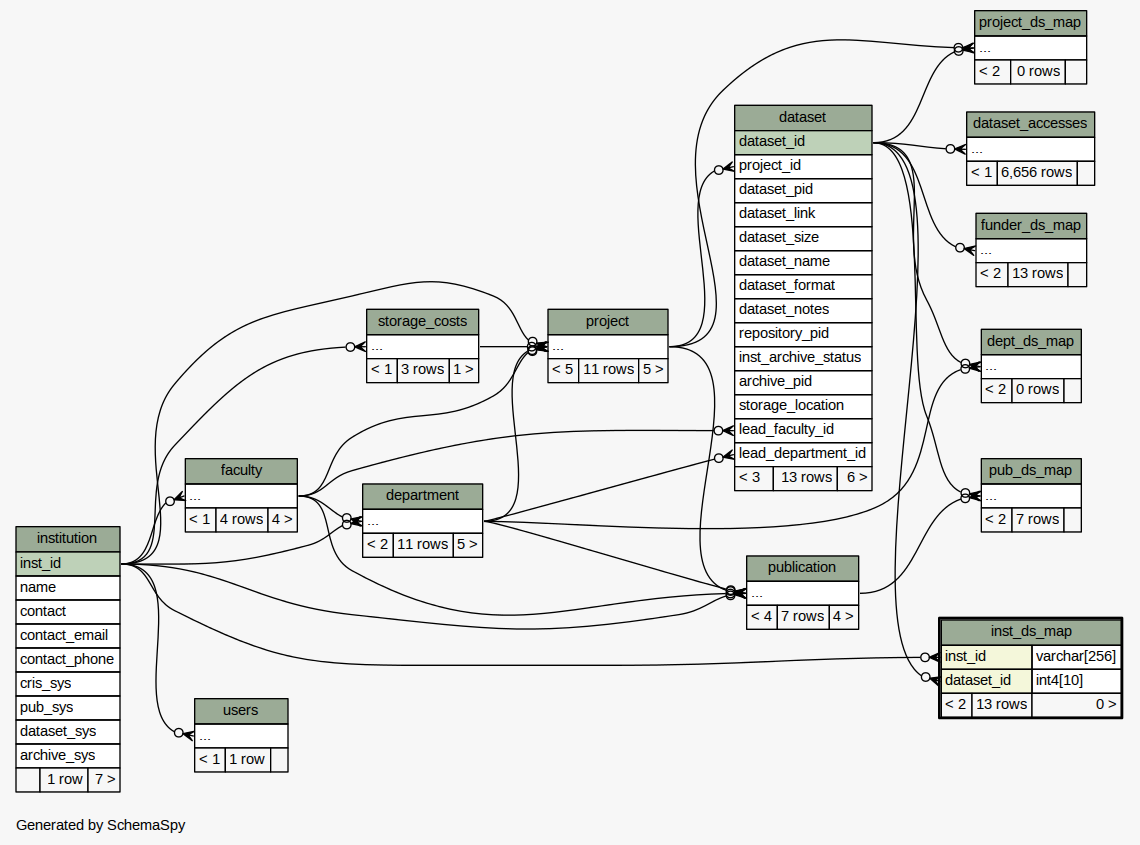 project_ds_map
...
< 2 0 rows
dataset
dataset_id
project_id
dataset_pid
dataset_link
dataset_size
dataset_name
dataset_format
dataset_notes
repository_pid
inst_archive_status
archive_pid
storage_location
lead_faculty_id
lead_department_id
< 3 13 rows 6 >
dataset_accesses
...
< 1 6,656 rows
funder_ds_map
...
< 2 13 rows
storage_costs
...
< 1 3 rows 1 >
project
...
< 5 11 rows 5 >
dept_ds_map
...
< 2 0 rows
faculty
...
< 1 4 rows 4 >
department
...
< 2 11 rows 5 >
pub_ds_map
...
< 2 7 rows
institution
inst_id
name
contact
contact_email
contact_phone
cris_sys
pub_sys
dataset_sys
archive_sys
1 row 7 >
publication
...
< 4 7 rows 4 >
inst_ds_map
inst_id varchar[256]
dataset_id int4[10]
< 2 13 rows 0 >
users
...
< 1 1 row
Generated by SchemaSpy